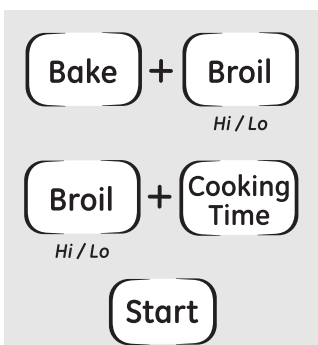 Bake + Broil
Hi / Lo
Broil + Cooking
Time
Hi / Lo
Start